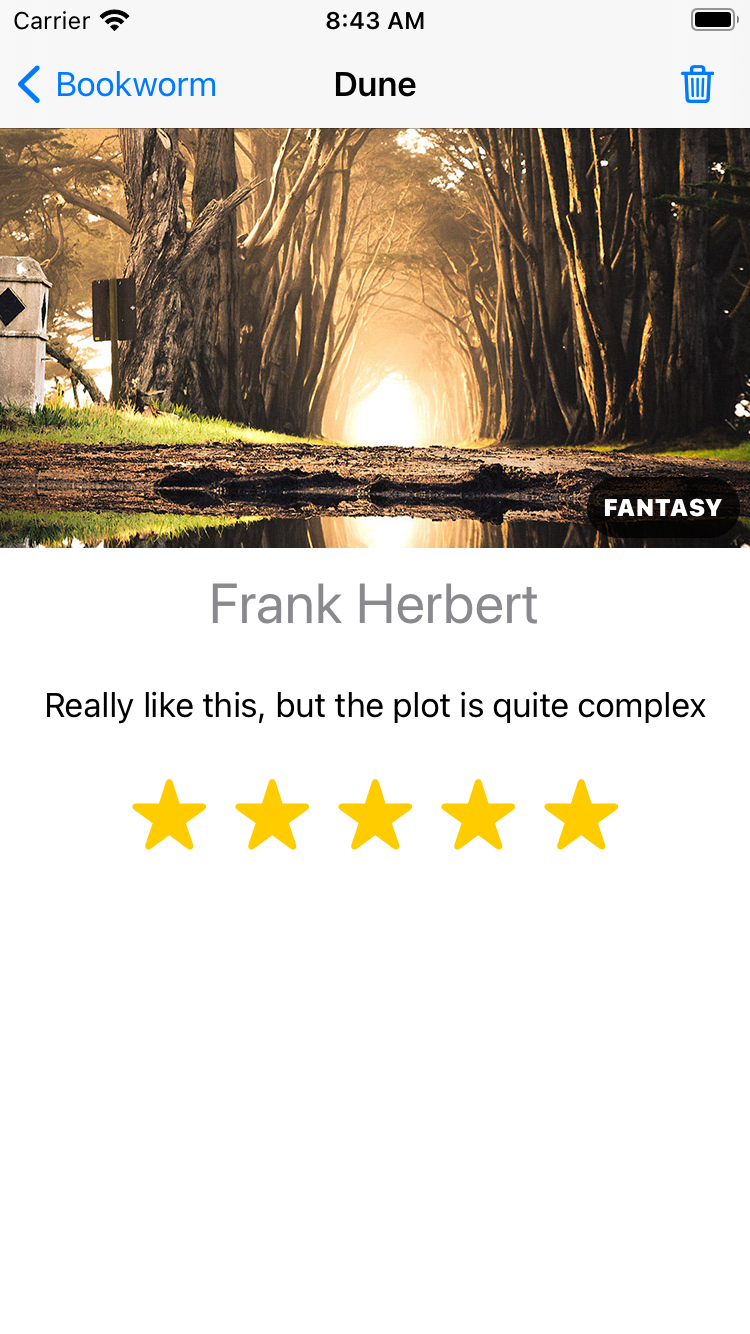 Carrier 8:43 AM
Bookworm Dune
FANTASY
Frank Herbert
Really like this, but the plot is quite complex